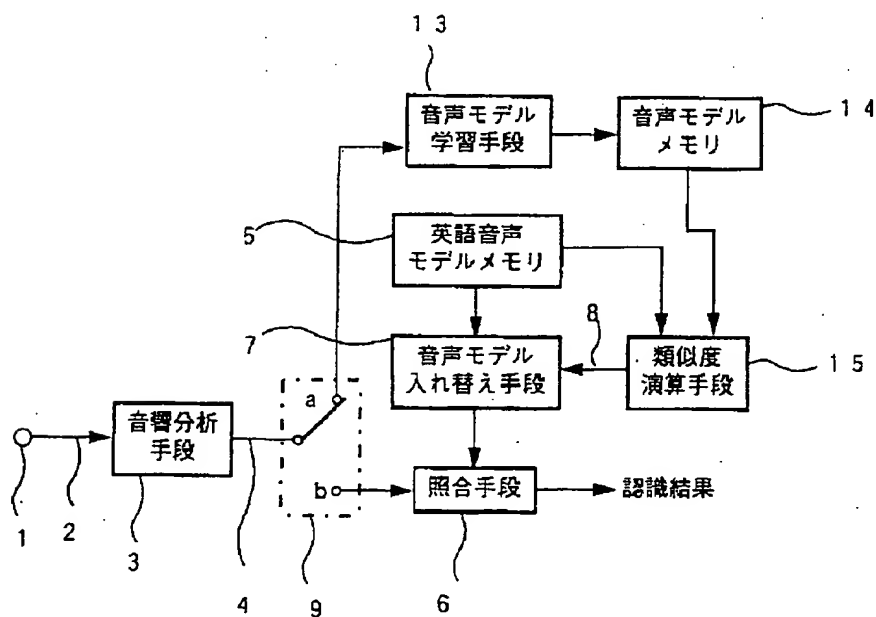 13
音声モデル
学習手段
音声モデル
メモリ
14
5
英語音声
モデルメモリ
7
音声モデル
入れ替え手段
8
類似度
演算手段
15
a
音響分析
手段
b
照合手段
認識結果
1
2
3
4
9
6